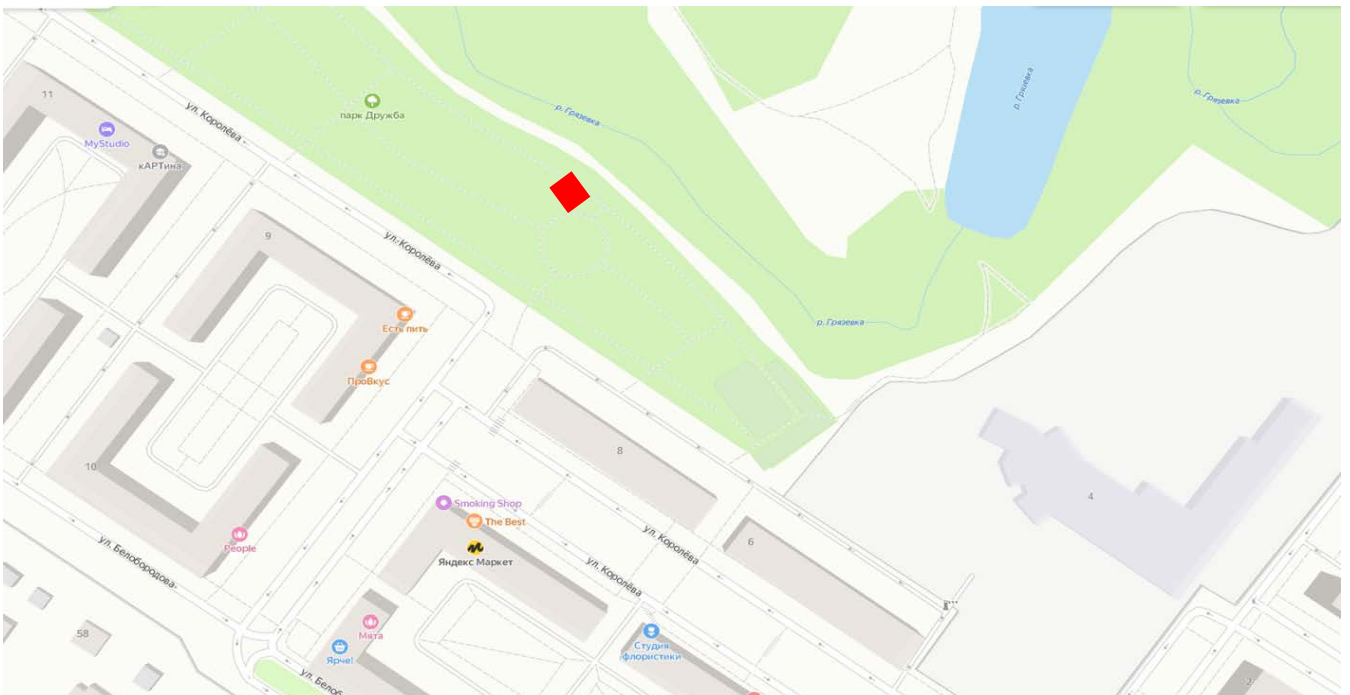 11
MyStudio
кАРТина
ул. Королёва
парк Дружба
р. Грязевка
р. Грязевка
р. Грязевка
9
ул. Королёва
Есть пить
ПроВкус
р. Грязевка
8
10
Smoking Shop
The Best
Яндекс Маркет
People
ул. Белобородова
ул. Королёва
6
ул. Королёва
4
58
Мята
Ярче!
Студия
флористики
ул. Белоб
2